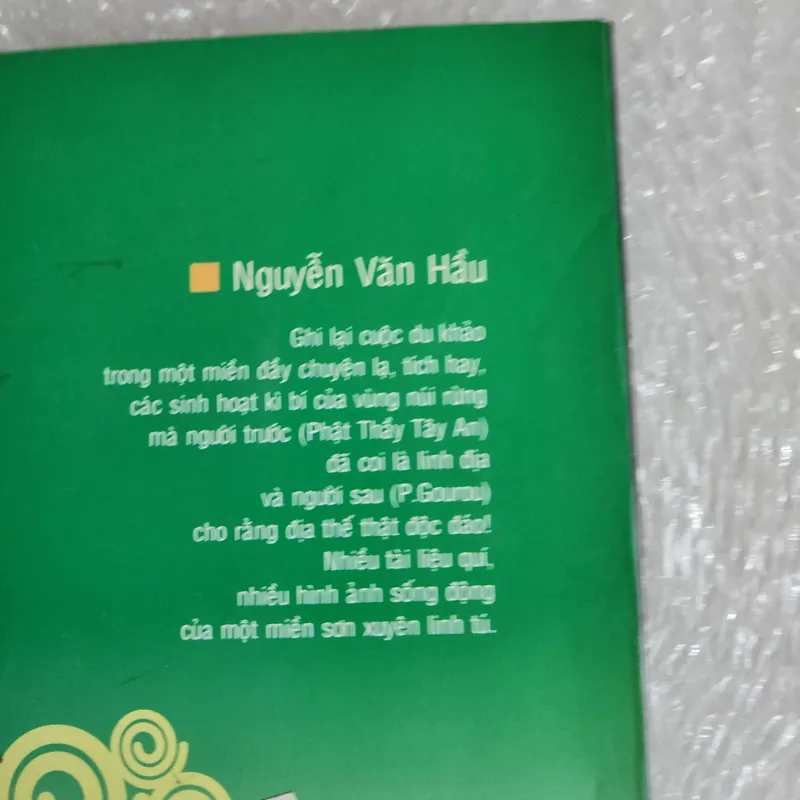 Nguyễn Văn Hầu
Ghi lại cuộc du khảo
trong một miền đầy chuyện lạ, tích hay,
các sinh hoạt kì bí của vùng núi rừng
mà người trước (Phật Thầy Tây An)
đã coi là linh địa
và người sau (P.Gourou)
cho rằng địa thế thật độc đáo!
Nhiều tài liệu quí,
nhiều hình ảnh sống động
của một miền sơn xuyên linh tú.